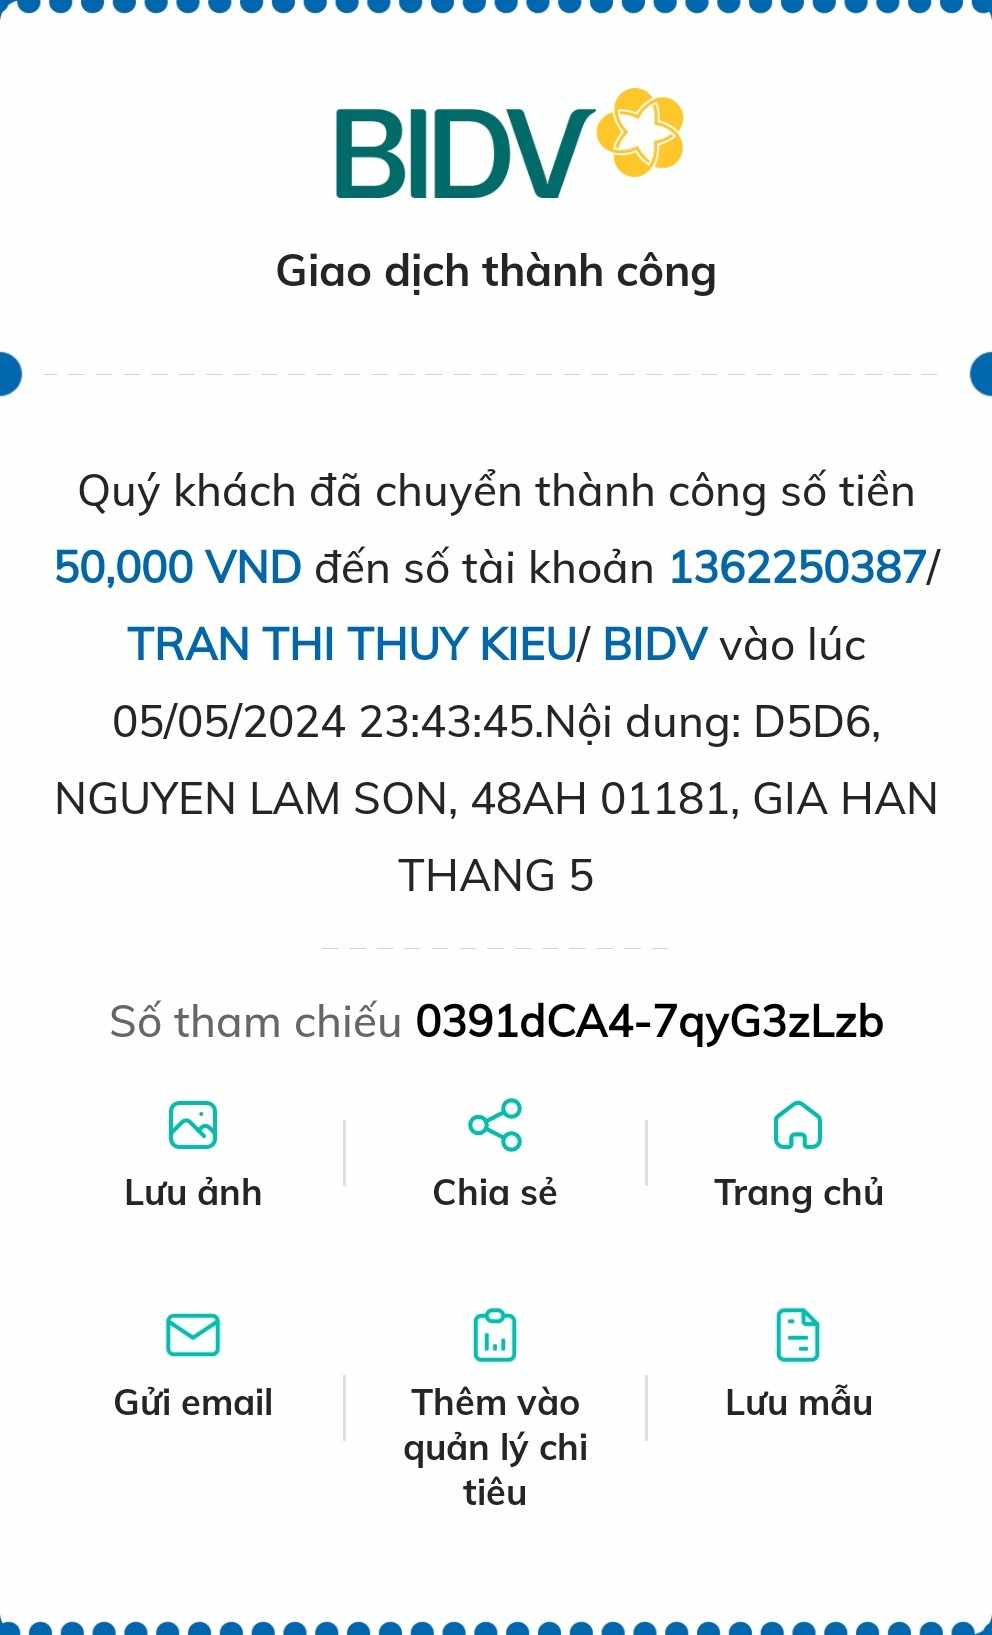 BIDV
Giao dịch thành công
Quý khách đã chuyển thành công số tiền
50,000 VND đến số tài khoản 1362250387/
TRAN THI THUY KIEU/ BIDV vào lúc
05/05/2024 23:43:45.Nội dung: D5D6,
NGUYEN LAM SON, 48AH 01181, GIA HAN
THANG 5
Số tham chiếu 0391dCA4-7qyG3zLzb
Lưu ảnh
Chia sẻ
Trang chủ
Gửi email
Thêm vào
quản lý chi
tiêu
Lưu mẫu